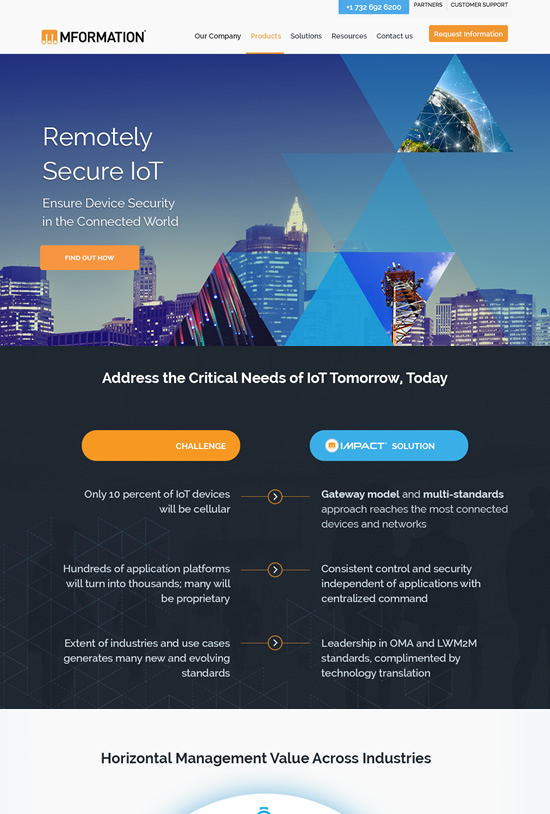 +1 732 692 6200 PARTNERS CUSTOMER SUPPORT
MFORMATION
Our Company Products Solutions Resources Contact us Request Information
Remotely
Secure IoT
Ensure Device Security
in the Connected World
FIND OUT HOW
Address the Critical Needs of IoT Tomorrow, Today
CHALLENGE
IMPACT™ SOLUTION
Only 10 percent of IoT devices
will be cellular
Gateway model and multi-standards
approach reaches the most connected
devices and networks
Hundreds of application platforms
will turn into thousands; many will
be proprietary
Consistent control and security
independent of applications with
centralized command
Extent of industries and use cases
generates many new and evolving
standards
Leadership in OMA and LWM2M
standards, complimented by
technology translation
Horizontal Management Value Across Industries